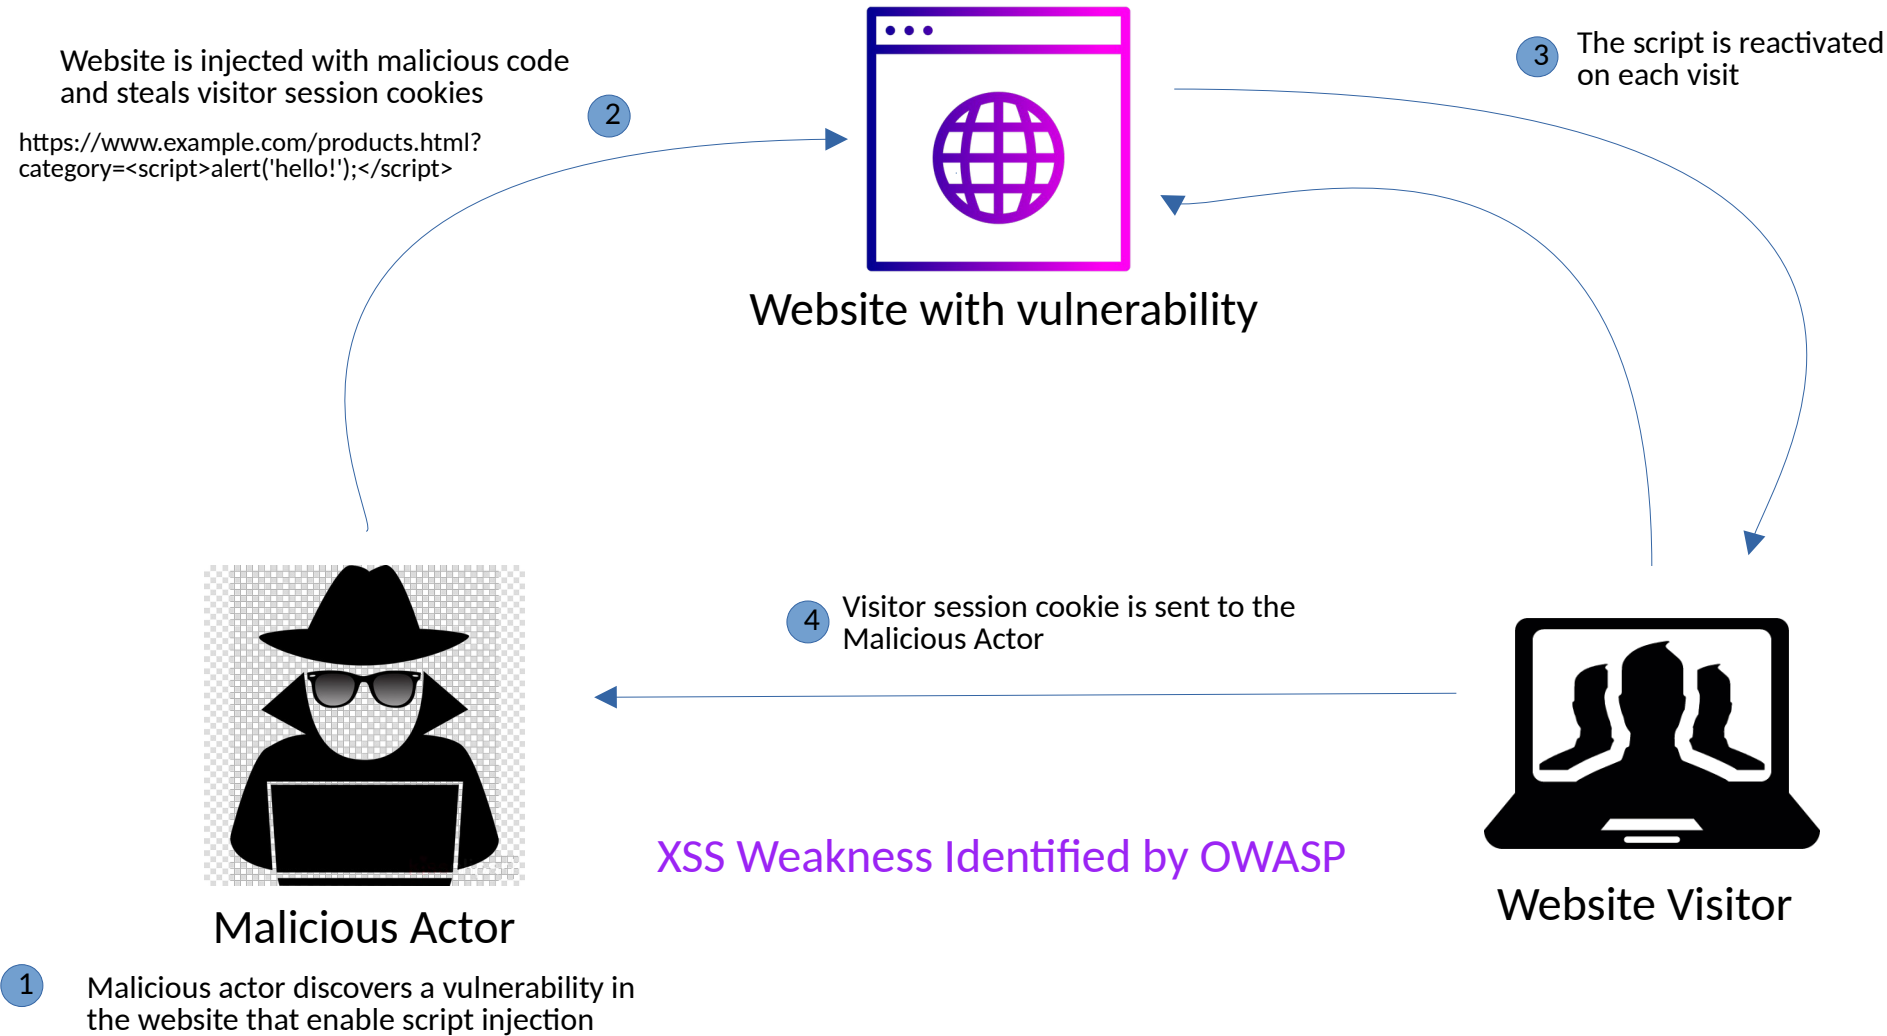 Website is injected with malicious code
and steals visitor session cookies
https://www.example.com/products.html?
category=<script>alert('hello!');</script>
2
3
The script is reactivated
on each visit
Website with vulnerability
4
Visitor session cookie is sent to the
Malicious Actor
XSS Weakness Identified by OWASP
Website Visitor
Malicious Actor
1
Malicious actor discovers a vulnerability in
the website that enable script injection